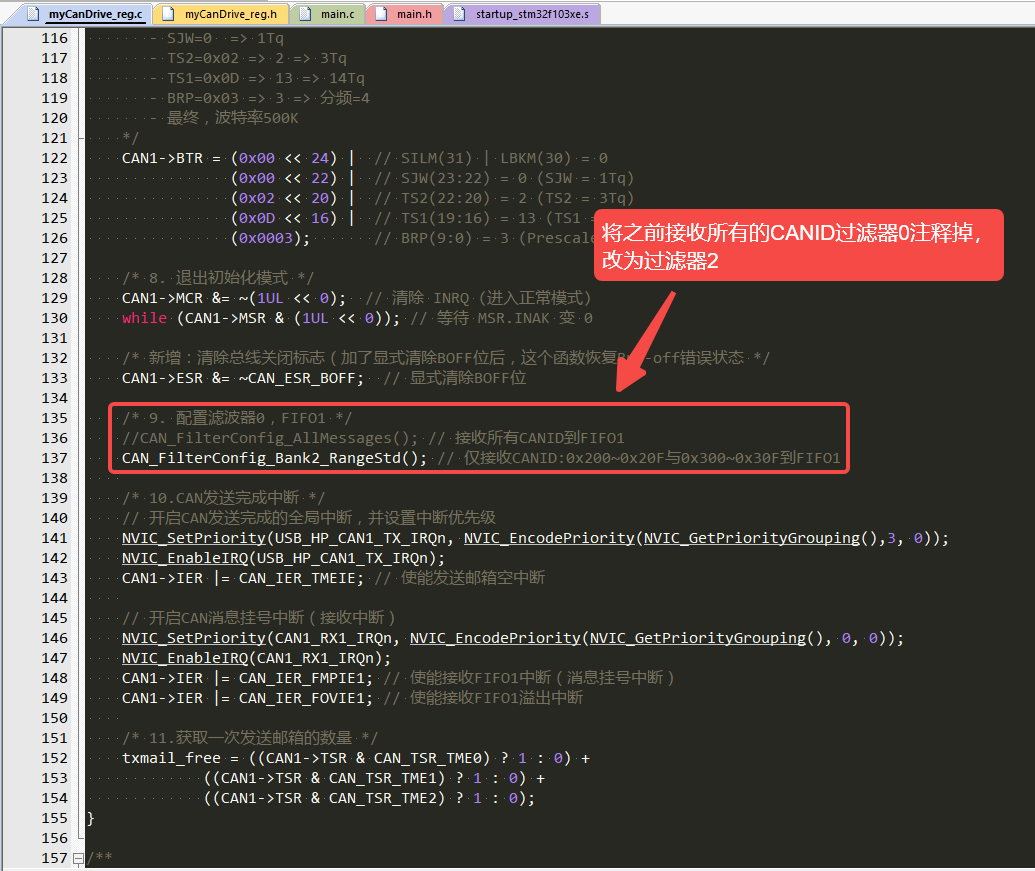 myCanDrive_reg.c myCanDrive_reg.h main.c main.h startup_stm32f103xe.s
116 - SJW=0 => 1Tq
117 - TS2=0x02 => 2 => 3Tq
118 - TS1=0x0D => 13 => 14Tq
119 - BRP=0x03 => 3 => 分频=4
120 - 最终，波特率500K
121 */
122 CAN1->BTR = (0x00 << 24) | // SILM(31) | LBKM(30) = 0
123 (0x00 << 22) | // SJW(23:22) = 0 (SJW = 1Tq)
124 (0x02 << 20) | // TS2(22:20) = 2 (TS2 = 3Tq)
125 (0x0D << 16) | // TS1(19:16) = 13 (TS1 =
126 (0x0003); // BRP(9:0) = 3 (Prescale
将之前接收所有的CANID过滤器0注释掉，
改为过滤器2
127
128 /* 8. 退出初始化模式 */
129 CAN1->MCR &= ~(1UL << 0); // 清除 INRQ (进入正常模式)
130 while (CAN1->MSR & (1UL << 0)); // 等待 MSR.INAK 变 0
131
132 /* 新增：清除总线关闭标志（加了显式清除BOFF位后，这个函数恢复Bus-off错误状态 */
133 CAN1->ESR &= ~CAN_ESR_BOFF; // 显式清除BOFF位
134
135 /* 9. 配置滤波器0，FIFO1 */
136 //CAN_FilterConfig_AllMessages(); // 接收所有CANID到FIFO1
137 CAN_FilterConfig_Bank2_RangeStd(); // 仅接收CANID:0x200~0x20F与0x300~0x30F到FIFO1
138
139 /* 10.CAN发送完成中断 */
140 // 开启CAN发送完成的全局中断，并设置中断优先级
141 NVIC_SetPriority(USB_HP_CAN1_TX_IRQn, NVIC_EncodePriority(NVIC_GetPriorityGrouping(),3, 0));
142 NVIC_EnableIRQ(USB_HP_CAN1_TX_IRQn);
143 CAN1->IER |= CAN_IER_TMEIE; // 使能发送邮箱空中断
144
145 // 开启CAN消息挂号中断（接收中断）
146 NVIC_SetPriority(CAN1_RX1_IRQn, NVIC_EncodePriority(NVIC_GetPriorityGrouping(), 0, 0));
147 NVIC_EnableIRQ(CAN1_RX1_IRQn);
148 CAN1->IER |= CAN_IER_FMPIE1; // 使能接收FIFO1中断（消息挂号中断）
149 CAN1->IER |= CAN_IER_FOVIE1; // 使能接收FIFO1溢出中断
150
151 /* 11.获取一次发送邮箱的数量 */
152 txmail_free = ((CAN1->TSR & CAN_TSR_TME0) ? 1 : 0) +
153 ((CAN1->TSR & CAN_TSR_TME1) ? 1 : 0) +
154 ((CAN1->TSR & CAN_TSR_TME2) ? 1 : 0);
155 }
156
157 /**